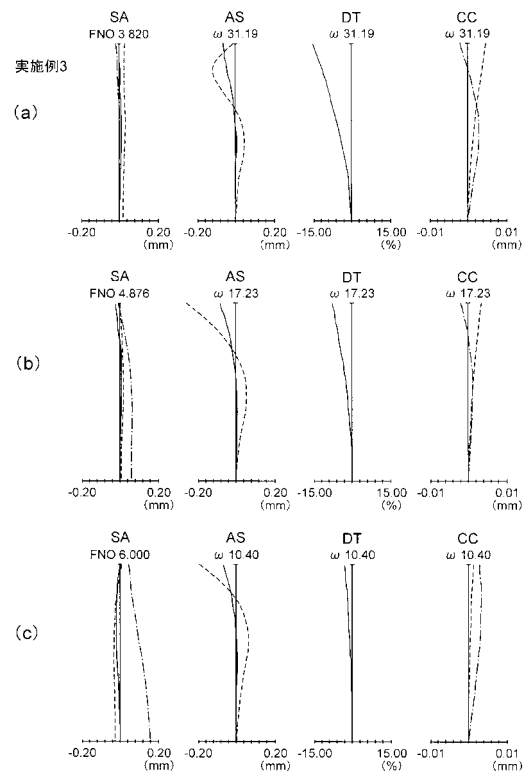 実施例3
(a)
SA
FNO 3.820
-0.20 0.20
(mm)
AS
ω 31.19
-0.20 0.20
(mm)
DT
ω 31.19
-15.00 15.00
(%)
CC
ω 31.19
-0.01 0.01
(mm)
(b)
SA
FNO 4.876
-0.20 0.20
(mm)
AS
ω 17.23
-0.20 0.20
(mm)
DT
ω 17.23
-15.00 15.00
(%)
CC
ω 17.23
-0.01 0.01
(mm)
(c)
SA
FNO 6.000
-0.20 0.20
(mm)
AS
ω 10.40
-0.20 0.20
(mm)
DT
ω 10.40
-15.00 15.00
(%)
CC
ω 10.40
-0.01 0.01
(mm)